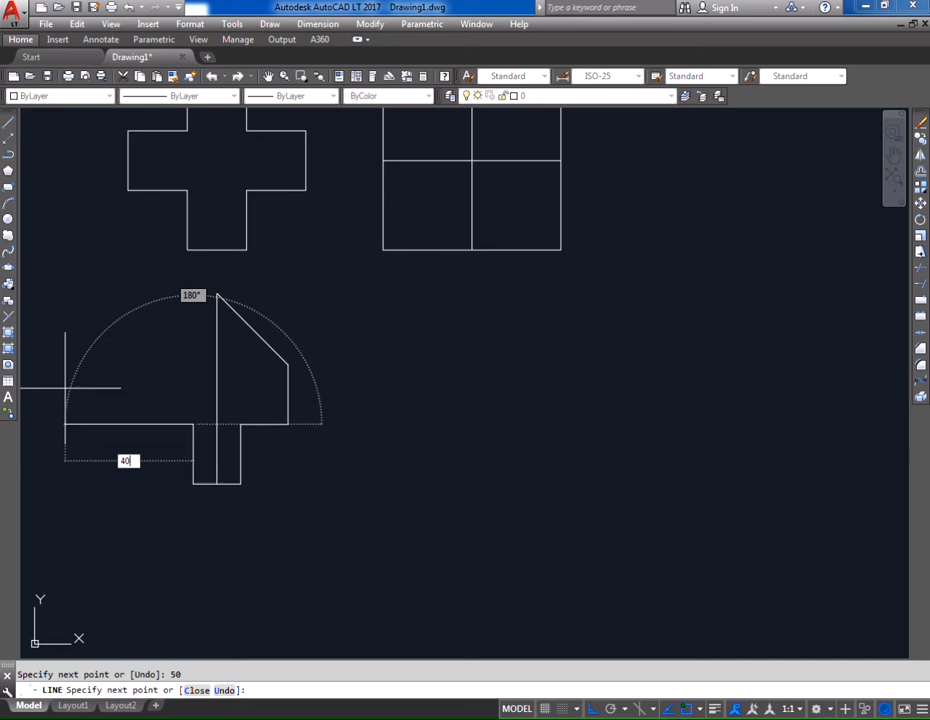 Autodesk AutoCAD LT 2017 Drawing1.dwg
Type a keyword or phrase
Sign In
LT
File Edit View Insert Format Tools Draw Dimension Modify Parametric Window Help
Home Insert Annotate Parametric View Manage Output A360
Start Drawing1*
Standard ISO-25 Standard Standard
ByLayer ByLayer ByLayer ByColor 0
180°
40
Y
X
Specify next point or [Undo]: 50
LINE Specify next point or [Close Undo]:
Model Layout1 Layout2 +
MODEL 1:1